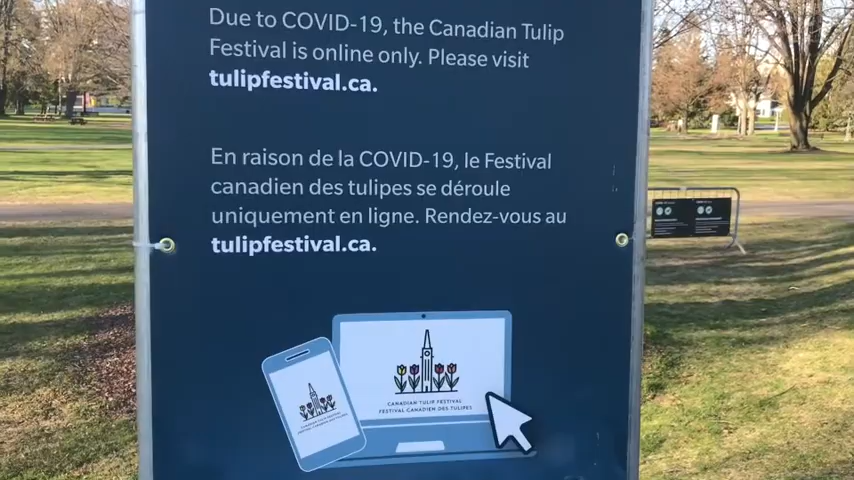 Due to COVID-19, the Canadian Tulip
Festival is online only. Please visit
tulipfestival.ca.
En raison de la COVID-19, le Festival
canadien des tulipes se déroule
uniquement en ligne. Rendez-vous au
tulipfestival.ca.
CANADIAN TULIP FESTIVAL
FESTIVAL CANADIEN DES TULIPES